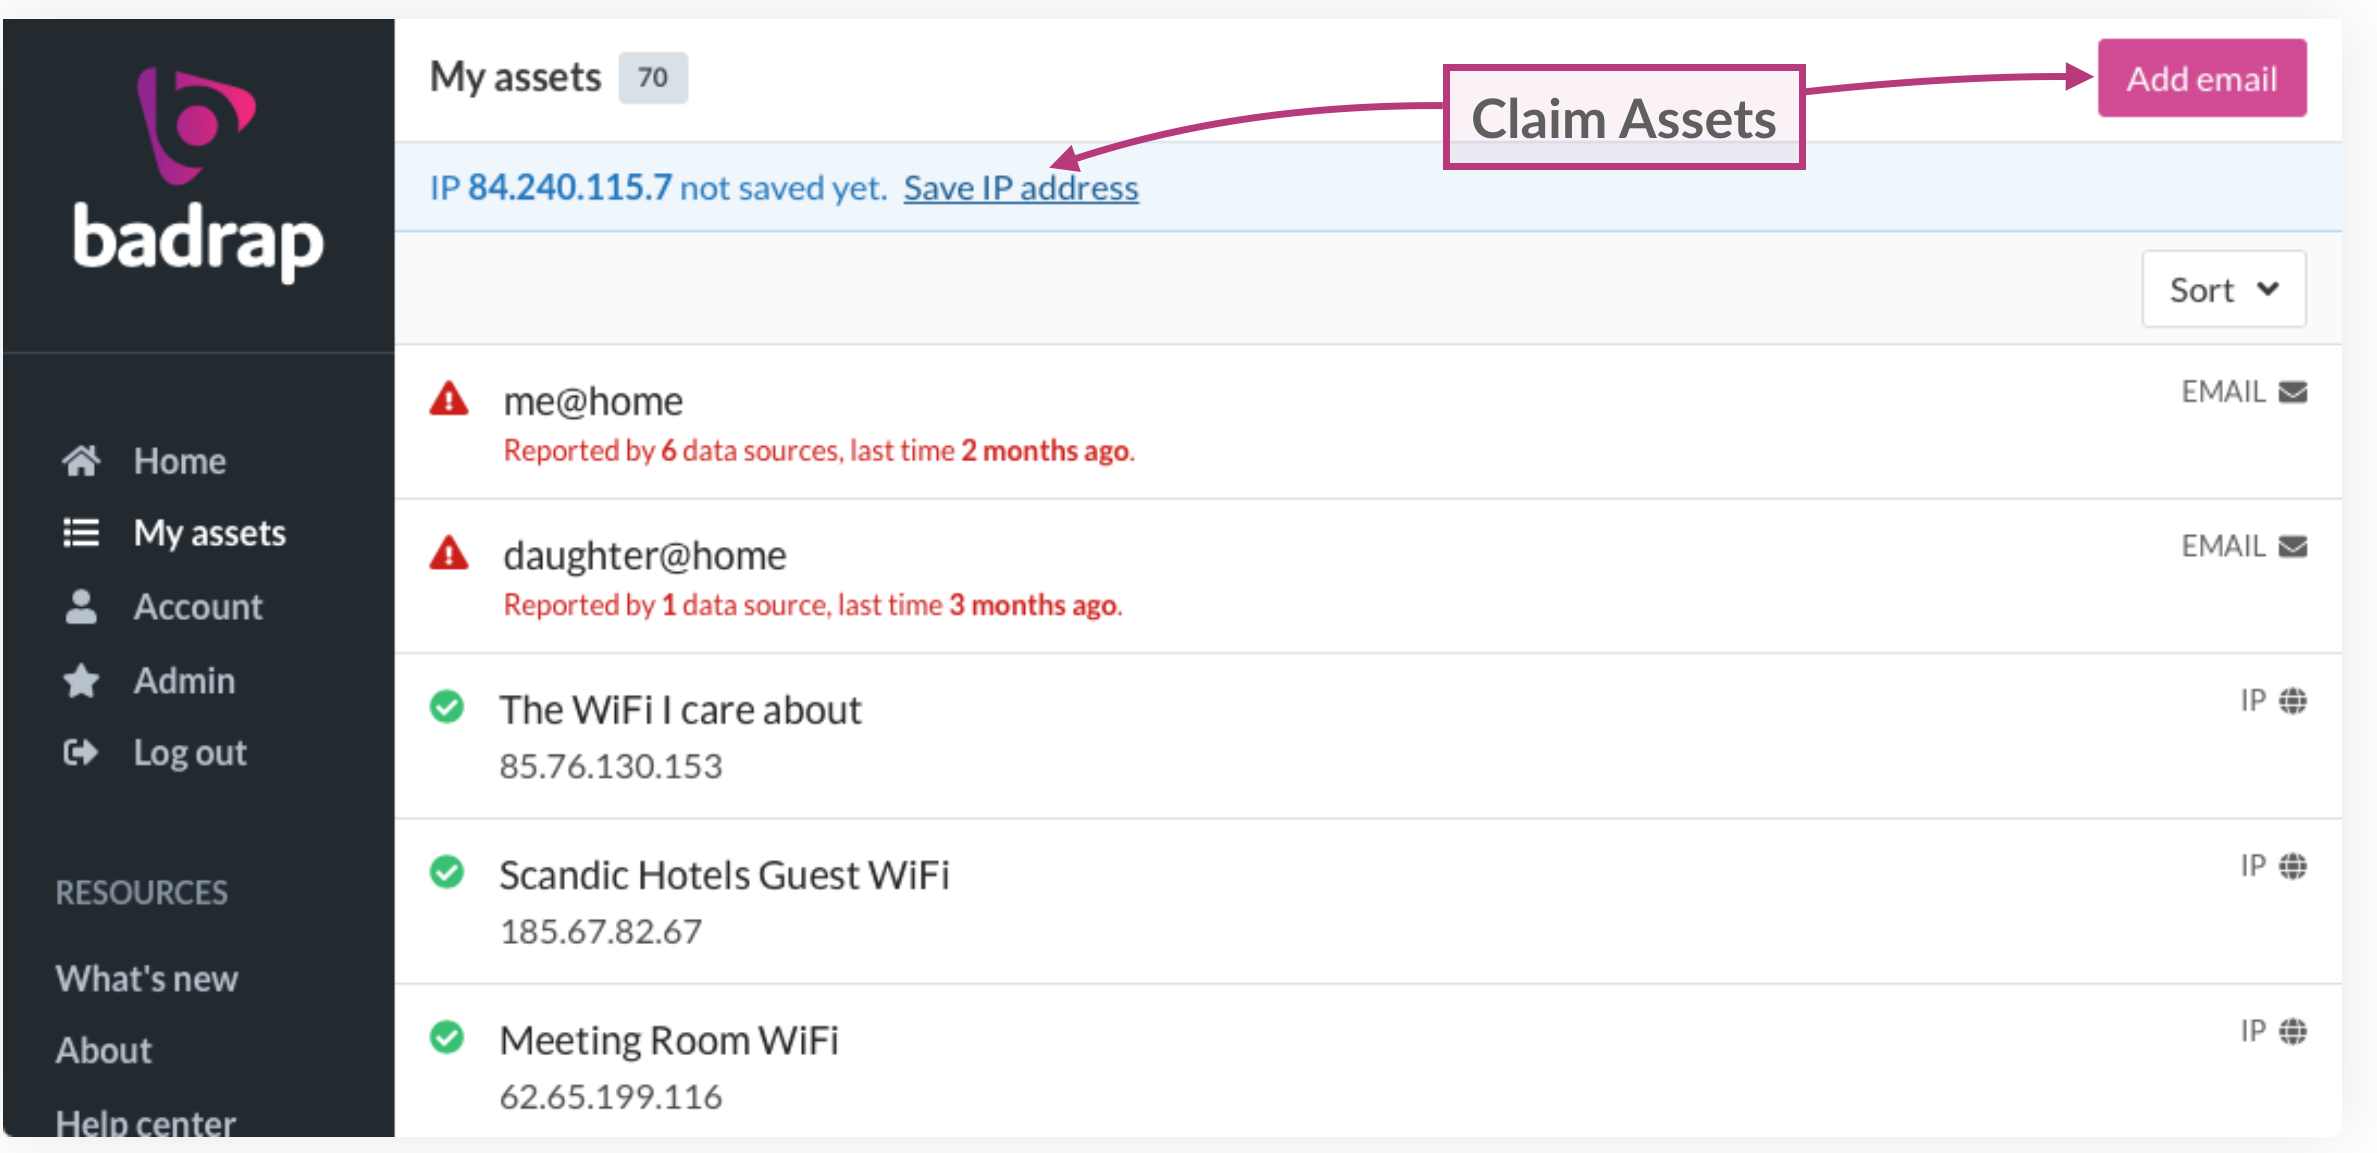 badrap
Home
My assets
Account
Admin
Log out
RESOURCES
What's new
About
Help center
My assets 70
Claim Assets
Add email
IP 84.240.115.7 not saved yet. Save IP address
Sort
me@home
EMAIL
Reported by 6 data sources, last time 2 months ago.
daughter@home
EMAIL
Reported by 1 data source, last time 3 months ago.
The WiFi I care about
IP
85.76.130.153
Scandic Hotels Guest WiFi
IP
185.67.82.67
Meeting Room WiFi
IP
62.65.199.116